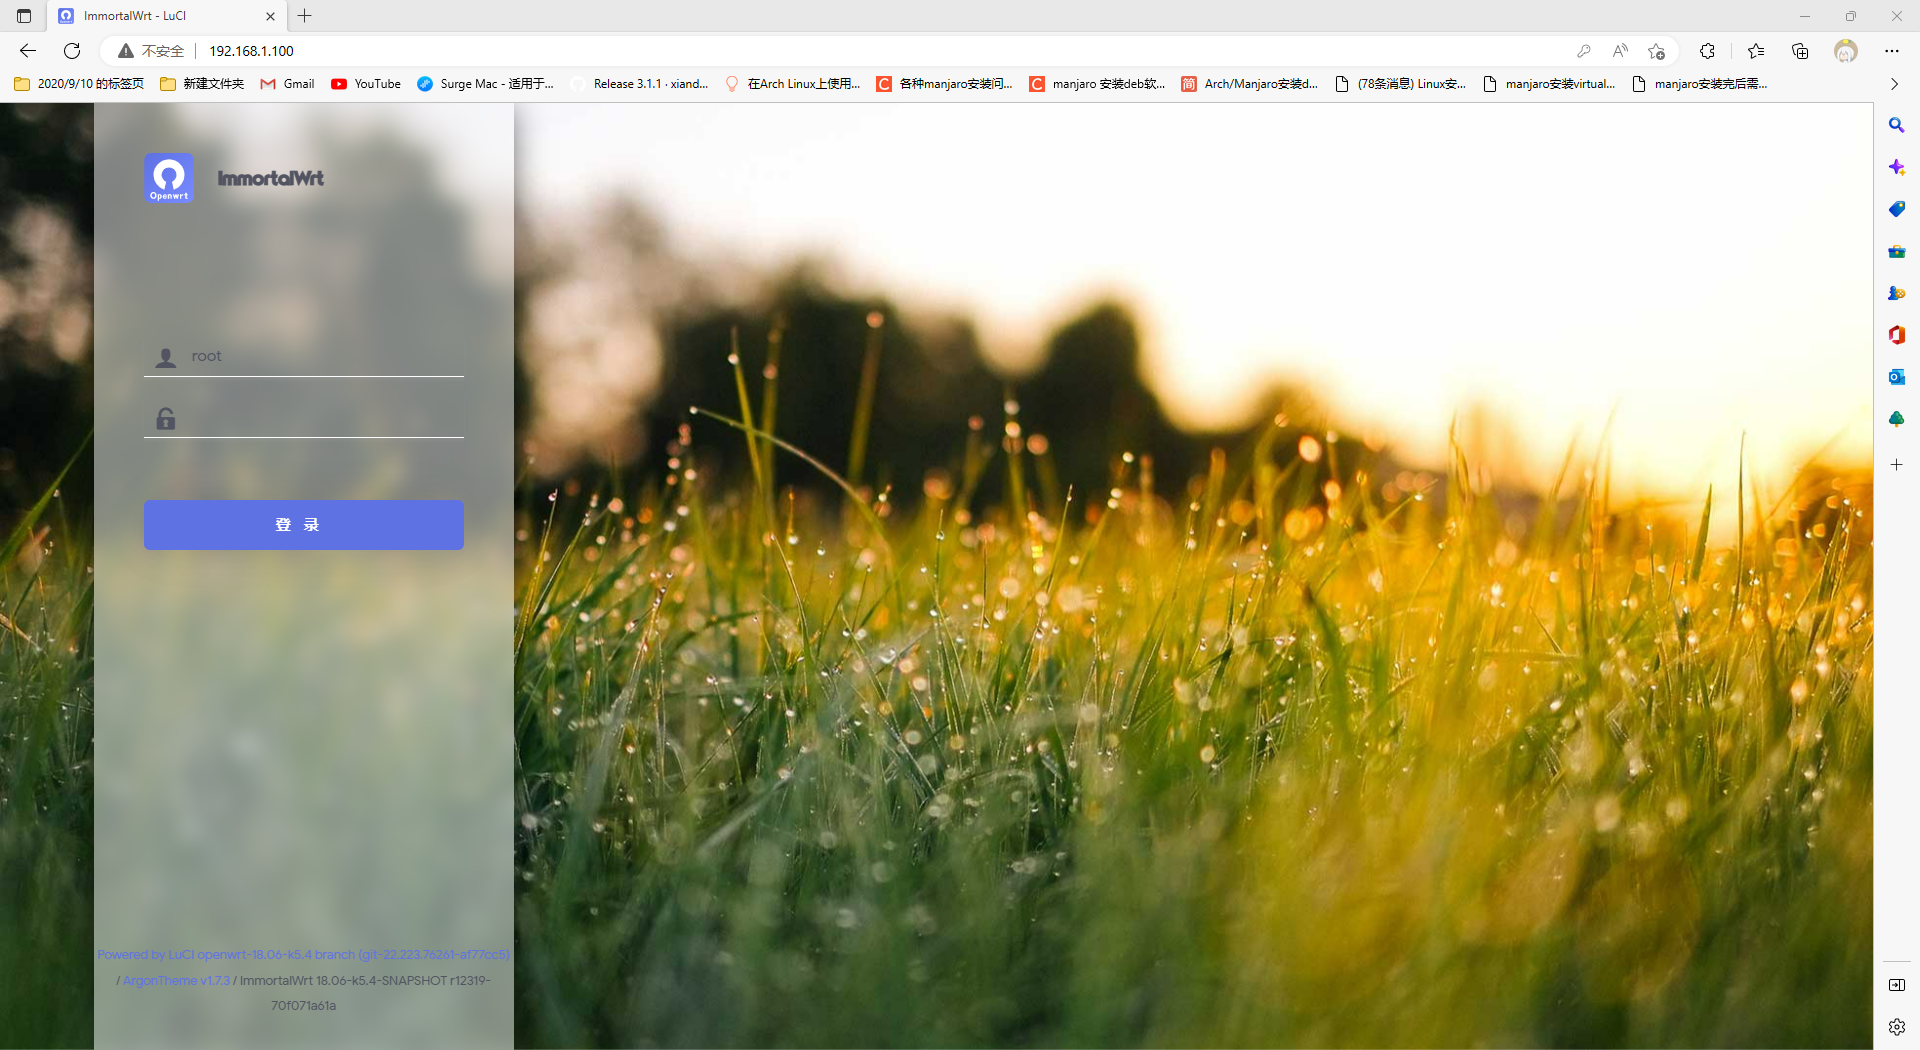 ImmortalWrt - LuCI
不安全
192.168.1.100
2020/9/10 的标签页
新建文件夹
Gmail
YouTube
Surge Mac - 适用于...
Release 3.1.1 · xiand...
在Arch Linux上使用...
各种manjaro安装问...
manjaro 安装deb软...
Arch/Manjaro安装d...
(78条消息) Linux安...
manjaro安装virtual...
manjaro安装完后需...
Openwrt
ImmortalWrt
root
登 录
Powered by LuCI openwrt-18.06-k5.4 branch (git-22.223.76261-af77cc5)
/ ArgonTheme v1.7.3 / ImmortalWrt 18.06-k5.4-SNAPSHOT r12319-
70f071a61a